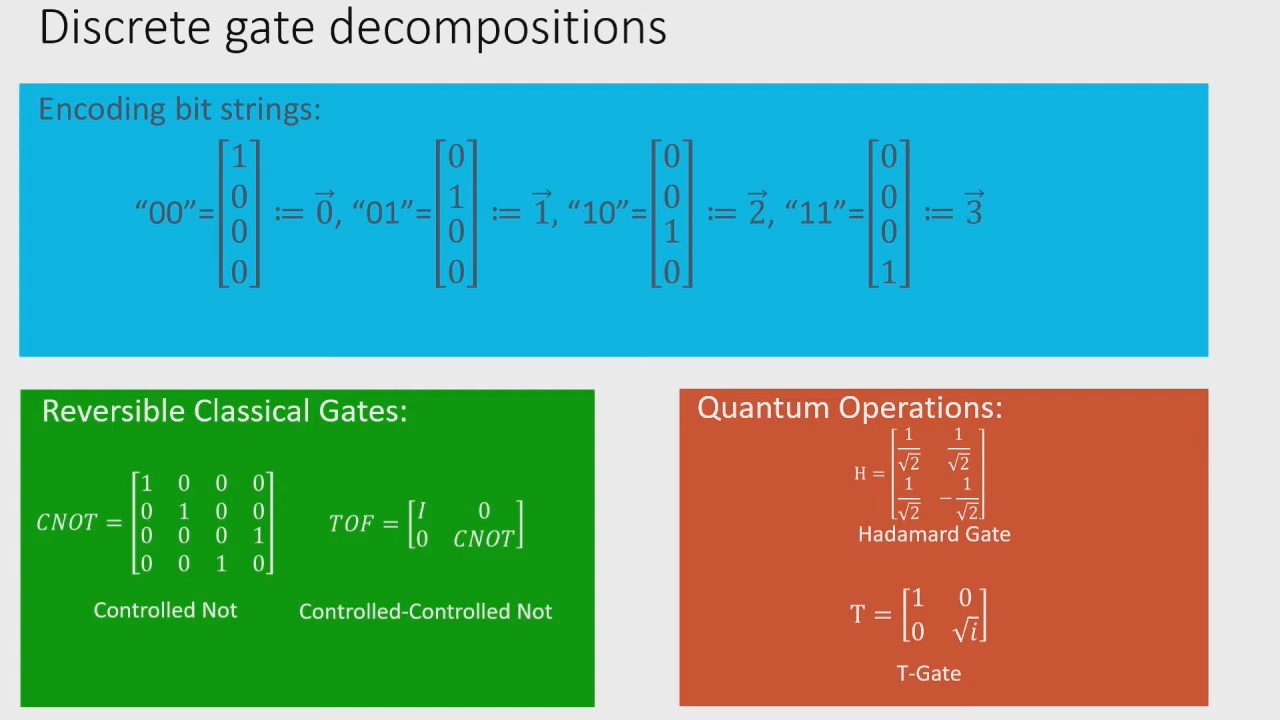 Discrete gate decompositions
Encoding bit strings:
“00”= [1 0 0 0] := 0⃗, “01”= [0 1 0 0] := 1⃗, “10”= [0 0 1 0] := 2⃗, “11”= [0 0 0 1] := 3⃗
Reversible Classical Gates:
CNOT = [1 0 0 0; 0 1 0 0; 0 0 0 1; 0 0 1 0]
Controlled Not
TOF = [I 0; 0 CNOT]
Controlled-Controlled Not
Quantum Operations:
H = [1/√2 1/√2; 1/√2 −1/√2]
Hadamard Gate
T = [1 0; 0 √i]
T-Gate